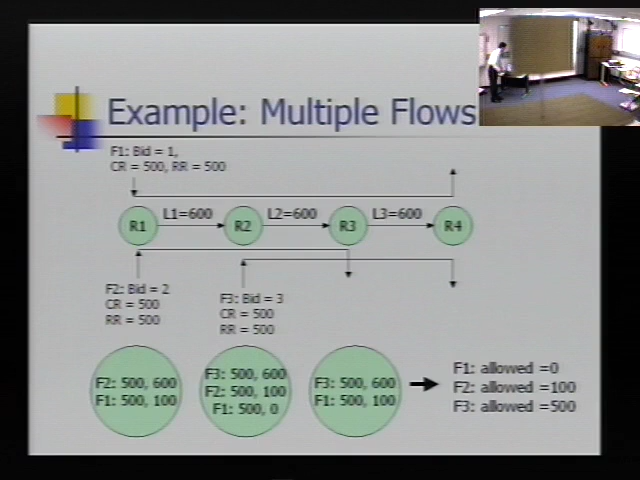 Example: Multiple Flows
F1: Bid = 1,
CR = 500, RR = 500
R1
L1=600
R2
L2=600
R3
L3=600
R4
F2: Bid = 2
CR = 500
RR = 500
F3: Bid = 3
CR = 500
RR = 500
F2: 500, 600
F1: 500, 100
F3: 500, 600
F2: 500, 100
F1: 500, 0
F3: 500, 600
F1: 500, 100
F1: allowed =0
F2: allowed =100
F3: allowed =500